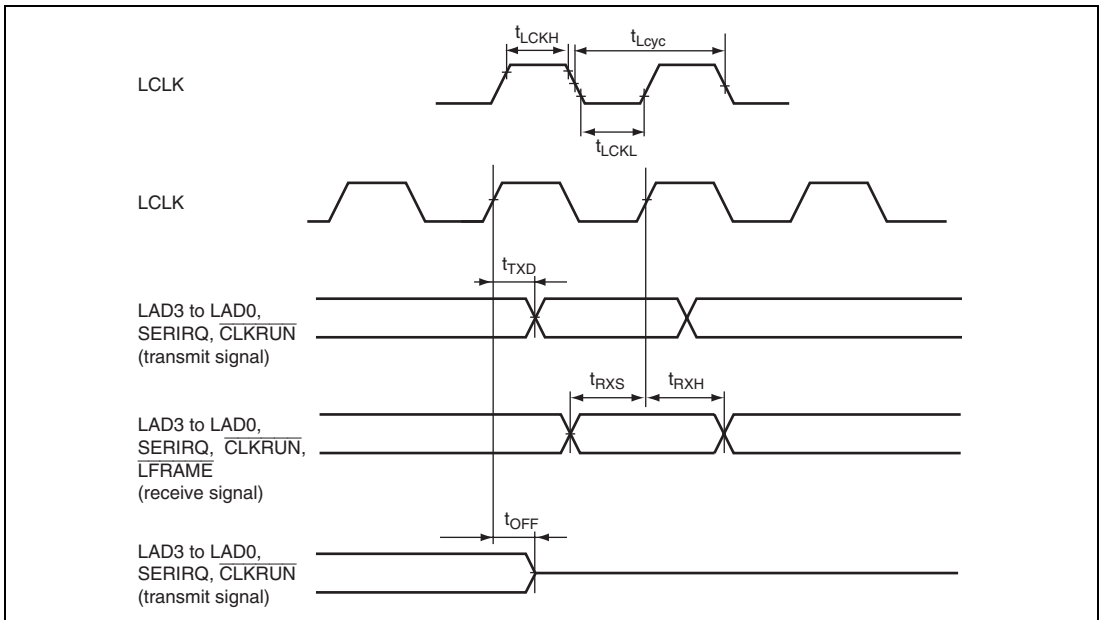 tLCKH
tLcyc
LCLK
tLCKL
LCLK
tTXD
LAD3 to LAD0,
SERIRQ, CLKRUN
(transmit signal)
tRXS
tRXH
LAD3 to LAD0,
SERIRQ, CLKRUN,
LFRAME
(receive signal)
tOFF
LAD3 to LAD0,
SERIRQ, CLKRUN
(transmit signal)